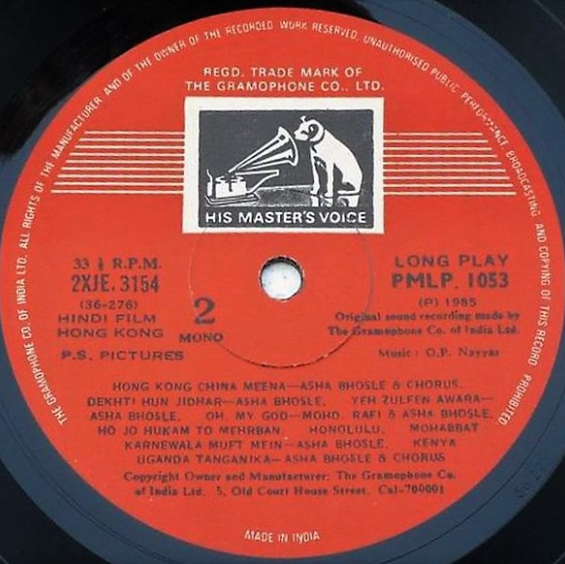 THE GRAMOPHONE CO. OF INDIA LTD. ALL RIGHTS OF THE MANUFACTURER AND OF THE OWNER OF THE RECORDED WORK RESERVED. UNAUTHORISED PUBLIC PERFORMANCE BROADCASTING AND COPYING OF THIS RECORD PROHIBITED
REGD. TRADE MARK OF
THE GRAMOPHONE CO., LTD.
HIS MASTER'S VOICE
33 ⅓ R.P.M.
2XJE. 3154
(36-276)
HINDI FILM
HONG KONG
P.S. PICTURES
2
MONO
LONG PLAY
PMLP. 1053
(P) 1985
Original sound recording made by
The Gramophone Co. of India Ltd.
Music : O.P. Nayyar
HONG KONG CHINA MEENA—ASHA BHOSLE & CHORUS.
DEKHTI HUN JIDHAR—ASHA BHOSLE, YEH ZULFEN AWARA—
ASHA BHOSLE, OH, MY GOD—MOHD. RAFI & ASHA BHOSLE,
HO JO HUKAM TO MEHRBAN, HONOLULU, MOHABBAT
KARNEWALA MUFT MEIN—ASHA BHOSLE, KENYA
UGANDA TANGANIKA—ASHA BHOSLE & CHORUS
Copyright Owner and Manufacturer: The Gramophone Co.
of India Ltd. 5, Old Court House Street, Cal-700001
MADE IN INDIA